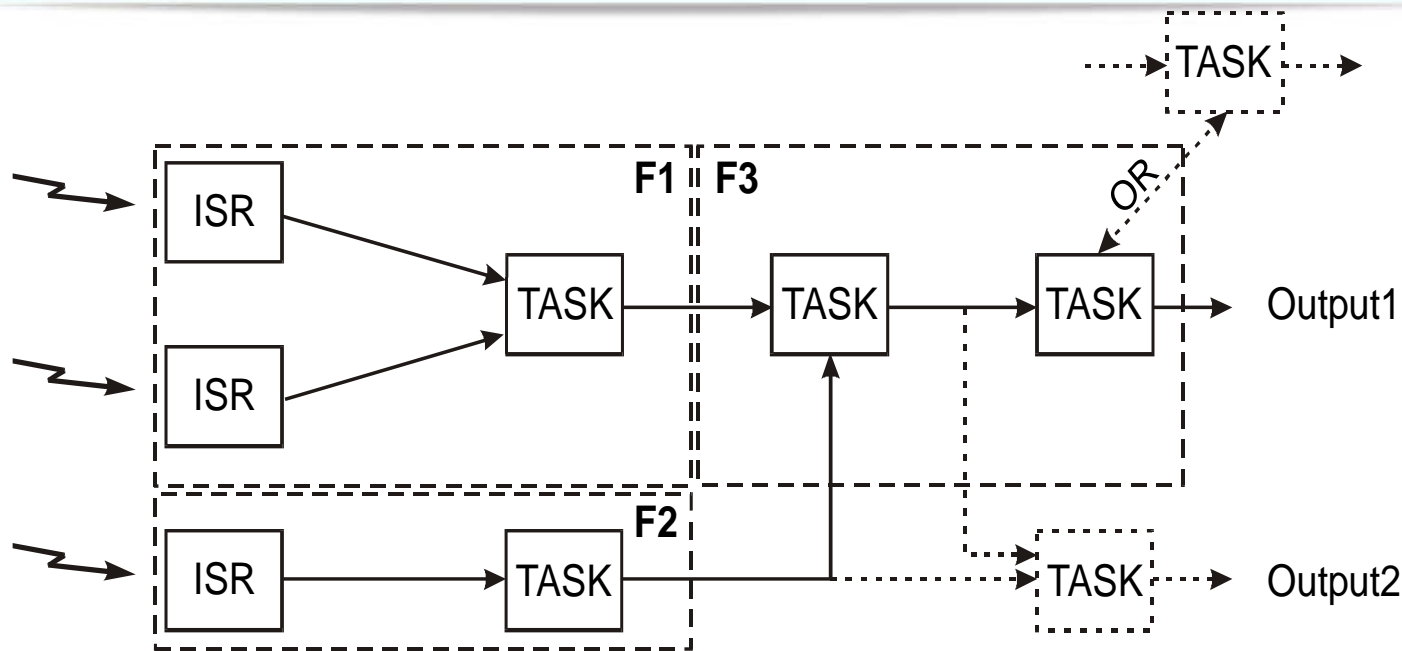 TASK
OR
F1
F3
ISR
TASK
TASK
TASK
Output1
ISR
F2
ISR
TASK
TASK
Output2